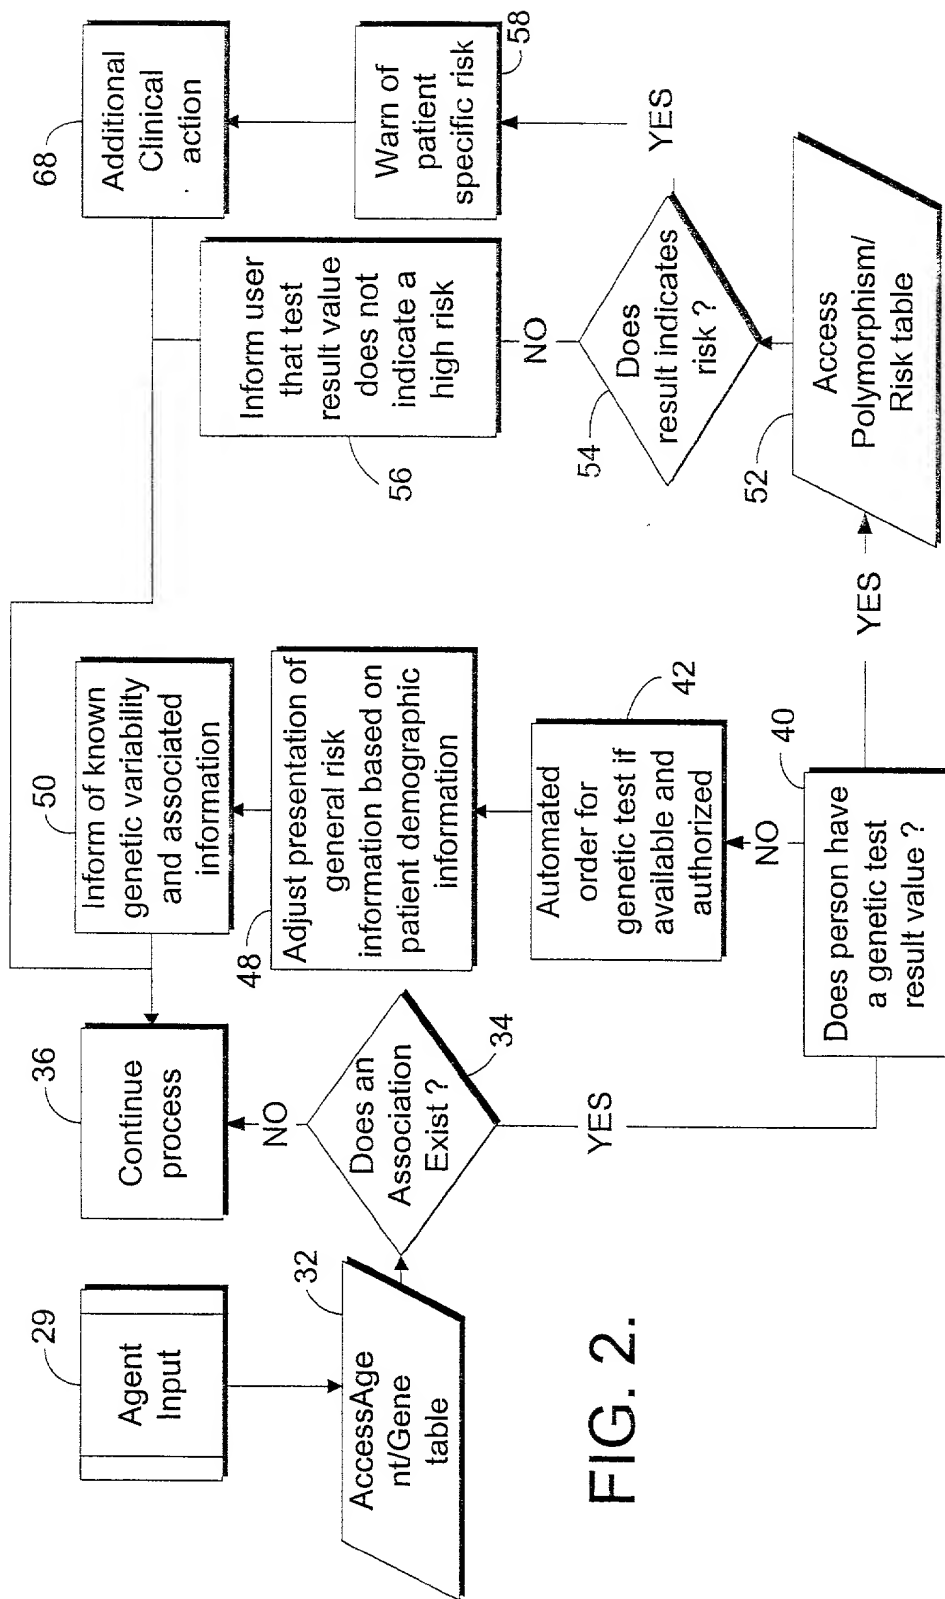 29
Agent
Input
32
AccessAge
nt/Gene
table
34
Does an
Association
Exist ?
NO
YES
36
Continue
process
40
Does person have
a genetic test
result value ?
NO
YES
42
Automated
order for
genetic test if
available and
authorized
48
Adjust presentation of
general risk
information based on
patient demographic
information
50
Inform of known
genetic variability
and associated
information
52
Access
Polymorphism/
Risk table
54
Does
result indicates
risk ?
NO
YES
56
Inform user
that test
result value
does not
indicate a
high risk
58
Warn of
patient
specific risk
68
Additional
Clinical
action
FIG. 2.